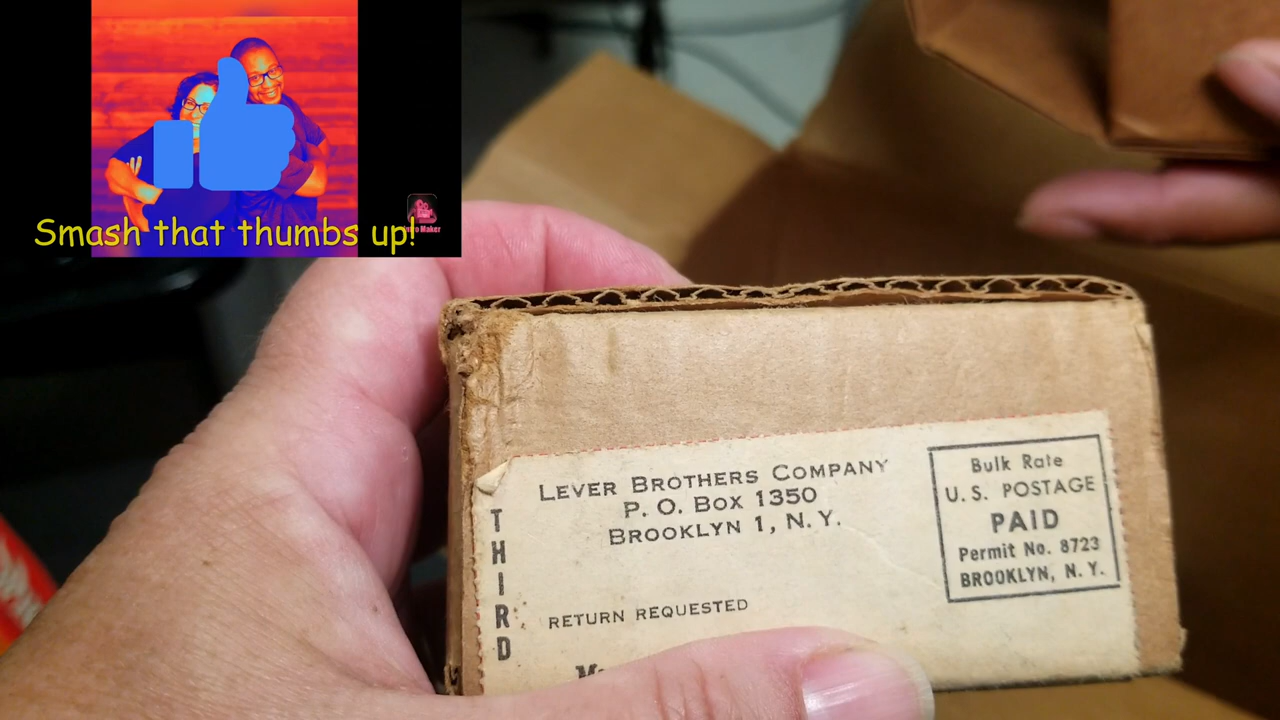 Smash that thumbs up!
Maker
LEVER BROTHERS COMPANY
P. O. BOX 1350
BROOKLYN 1, N. Y.
Bulk Rate
U. S. POSTAGE
PAID
Permit No. 8723
BROOKLYN, N. Y.
THIRD
RETURN REQUESTED